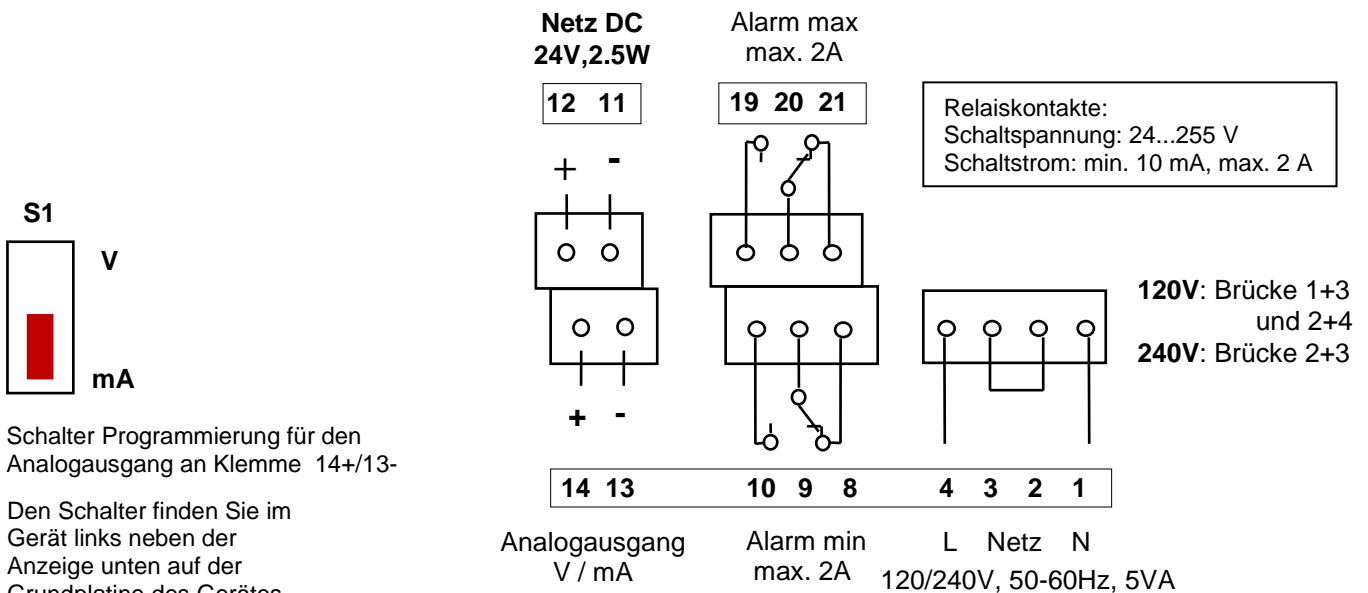 Netz DC
24V,2.5W
Alarm max
max. 2A
12 11
19 20 21
Relaiskontakte:
Schaltspannung: 24...255 V
Schaltstrom: min. 10 mA, max. 2 A
+ -
S1
V
mA
120V: Brücke 1+3
und 2+4
240V: Brücke 2+3
+ -
Schalter Programmierung für den
Analogausgang an Klemme 14+/13-
Den Schalter finden Sie im
Gerät links neben der
Anzeige unten auf der
Grundplatine des Gerätes
14 13
10 9 8
4 3 2 1
Analogausgang
V / mA
Alarm min
max. 2A
L Netz N
120/240V, 50-60Hz, 5VA